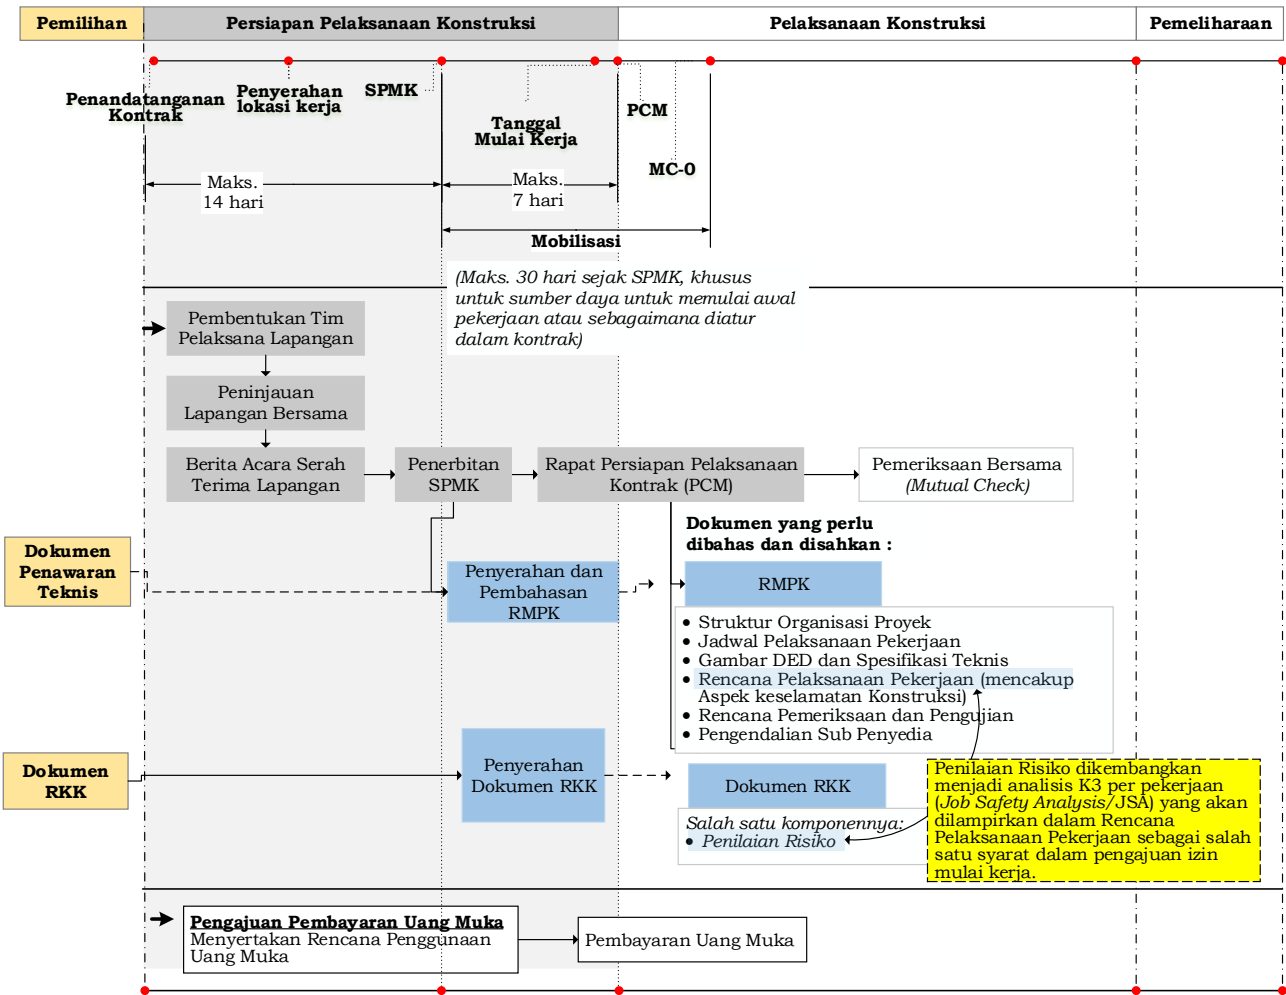 Pemilihan
Persiapan Pelaksanaan Konstruksi
Pelaksanaan Konstruksi
Pemeliharaan
Penandatanganan
Kontrak
Penyerahan
lokasi kerja
SPMK
Tanggal
Mulai Kerja
PCM
MC-0
Maks.
14 hari
Maks.
7 hari
Mobilisasi
(Maks. 30 hari sejak SPMK, khusus
untuk sumber daya untuk memulai awal
pekerjaan atau sebagaimana diatur
dalam kontrak)
Pembentukan Tim
Pelaksana Lapangan
Peninjauan
Lapangan Bersama
Berita Acara Serah
Terima Lapangan
Penerbitan
SPMK
Rapat Persiapan Pelaksanaan
Kontrak (PCM)
Pemeriksaan Bersama
(Mutual Check)
Dokumen yang perlu
dibahas dan disahkan :
Dokumen
Penawaran
Teknis
Penyerahan dan
Pembahasan
RMPK
RMPK
• Struktur Organisasi Proyek
• Jadwal Pelaksanaan Pekerjaan
• Gambar DED dan Spesifikasi Teknis
• Rencana Pelaksanaan Pekerjaan (mencakup
Aspek keselamatan Konstruksi)
• Rencana Pemeriksaan dan Pengujian
• Pengendalian Sub Penyedia
Dokumen
RKK
Penyerahan
Dokumen RKK
Dokumen RKK
Salah satu komponennya:
• Penilaian Risiko
Penilaian Risiko dikembangkan
menjadi analisis K3 per pekerjaan
(Job Safety Analysis/JSA) yang akan
dilampirkan dalam Rencana
Pelaksanaan Pekerjaan sebagai salah
satu syarat dalam pengajuan izin
mulai kerja.
Pengajuan Pembayaran Uang Muka
Menyertakan Rencana Penggunaan
Uang Muka
Pembayaran Uang Muka